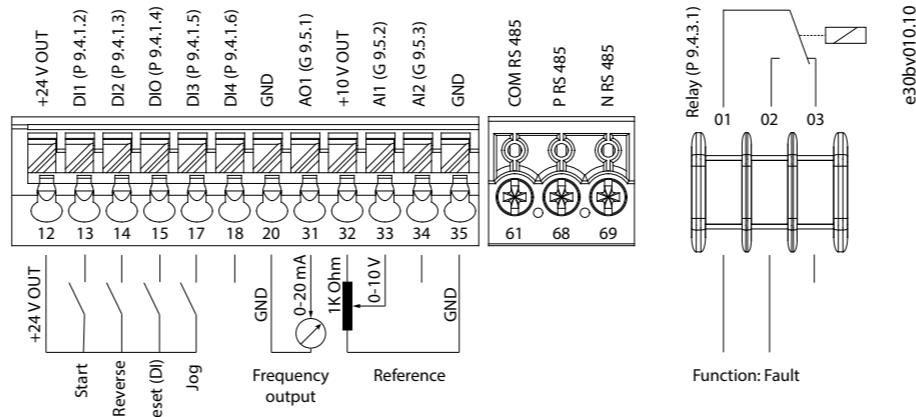 +24 V OUT
DI1 (P 9.4.1.2)
DI2 (P 9.4.1.3)
DIO (P 9.4.1.4)
DI3 (P 9.4.1.5)
DI4 (P 9.4.1.6)
GND
AO1 (G 9.5.1)
+10 V OUT
AI1 (G 9.5.2)
AI2 (G 9.5.3)
GND
COM RS 485
P RS 485
N RS 485
Relay (P 9.4.3.1)
01
02
03
e30bv010.10
12
13
14
15
17
18
20
31
32
33
34
35
61
68
69
+24 V OUT
Start
Reverse
eset (DI)
Jog
GND
0-20 mA
1K Ohm
0-10 V
GND
Frequency
output
Reference
Function: Fault